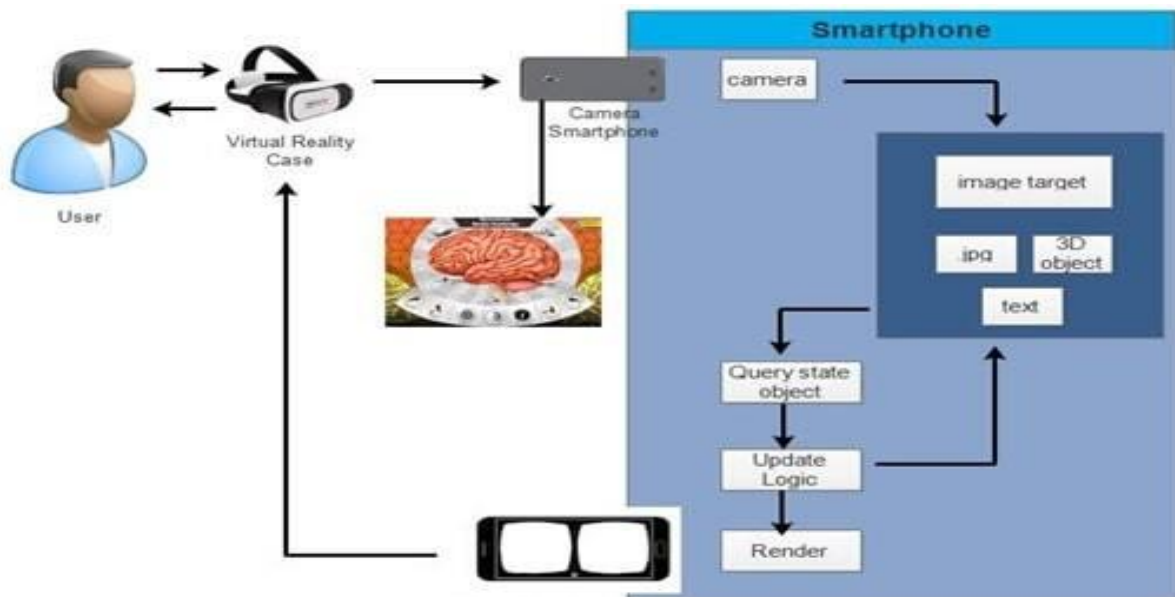 Smartphone
camera
Camera
Smartphone
Virtual Reality
Case
User
image target
.jpg
3D
object
text
Query state
object
Update
Logic
Render